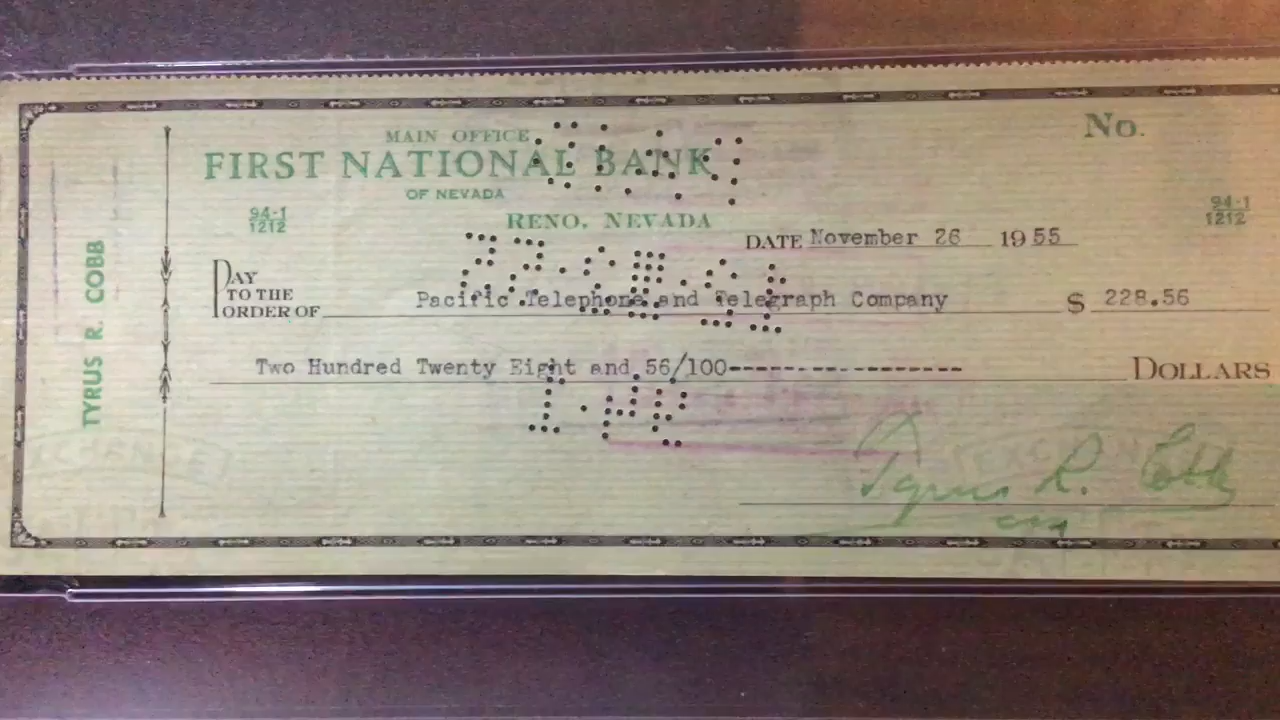 MAIN OFFICE
FIRST NATIONAL BANK
OF NEVADA
RENO, NEVADA
No.
94-1
1212
94-1
1212
DATE November 26 1955
PAY
TO THE
ORDER OF Pacific Telephone and Telegraph Company $ 228.56
Two Hundred Twenty Eight and 56/100------------------ DOLLARS
TYRUS R. COBB
Tyrus R. Cobb
EXCHANGE
EXCHANGE